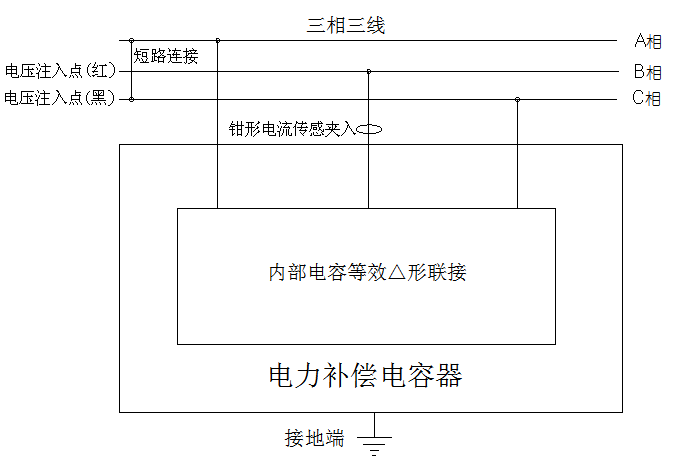 三相三线
A相
短路连接
电压注入点(红)
B相
电压注入点(黑)
C相
钳形电流传感夹入
内部电容等效△形联接
电力补偿电容器
接地端